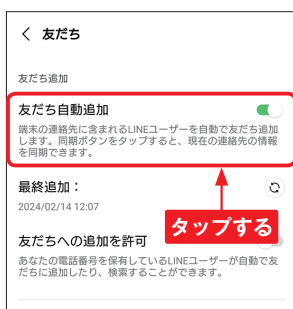 友だち
友だち追加
友だち自動追加
端末の連絡先に含まれるLINEユーザーを自動で友だち追加
します。同期ボタンをタップすると、現在の連絡先の情報
を同期できます。
最終追加：
2024/02/14 12:07
タップする
友だちへの追加を許可
あなたの電話番号を保有しているLINEユーザーが自動で友
だちに追加したり、検索することができます。